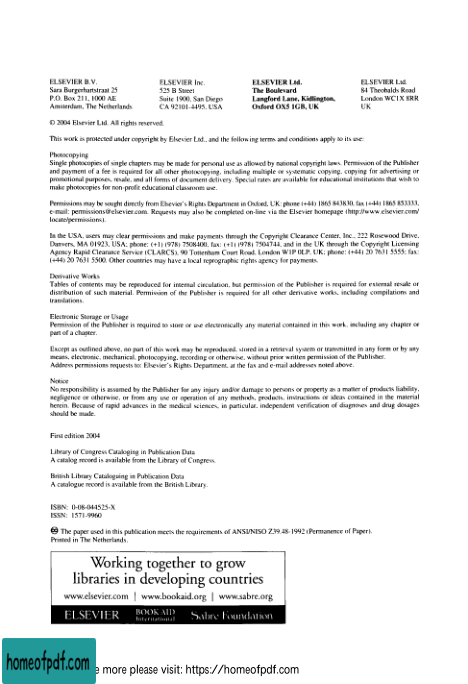 ELSEVIER B.V.
Sara Burgerhartstraat 25
P.O. Box 211, 1000 AE
Amsterdam, The Netherlands
ELSEVIER Inc.
525 B Street
Suite 1900, San Diego
CA 92101-4495, USA
ELSEVIER Ltd.
The Boulevard
Langford Lane, Kidlington,
Oxford OX5 1GB, UK
ELSEVIER Ltd.
84 Theobalds Road
London WC1X 8RR
UK
© 2004 Elsevier Ltd. All rights reserved.
This work is protected under copyright by Elsevier Ltd., and the following terms and conditions apply to its use:
Photocopying
Single photocopies of single chapters may be made for personal use as allowed by national copyright laws. Permission of the Publisher
and payment of a fee is required for all other photocopying, including multiple or systematic copying, copying for advertising or
promotional purposes, resale, and all forms of document delivery. Special rates are available for educational institutions that wish to
make photocopies for non-profit educational classroom use.
Permissions may be sought directly from Elsevier's Rights Department in Oxford, UK: phone (+44) 1865 843830, fax (+44) 1865 853333,
e-mail: permissions@elsevier.com. Requests may also be completed on-line via the Elsevier homepage (http://www.elsevier.com/
locate/permissions).
In the USA, users may clear permissions and make payments through the Copyright Clearance Center, Inc., 222 Rosewood Drive,
Danvers, MA 01923, USA; phone: (+1) (978) 7508400, fax: (+1) (978) 7504744, and in the UK through the Copyright Licensing
Agency Rapid Clearance Service (CLARCS), 90 Tottenham Court Road, London W1P 0LP, UK; phone: (+44) 20 7631 5555; fax:
(+44) 20 7631 5500. Other countries may have a local reprographic rights agency for payments.
Derivative Works
Tables of contents may be reproduced for internal circulation, but permission of the Publisher is required for external resale or
distribution of such material. Permission of the Publisher is required for all other derivative works, including compilations and
translations.
Electronic Storage or Usage
Permission of the Publisher is required to store or use electronically any material contained in this work, including any chapter or
part of a chapter.
Except as outlined above, no part of this work may be reproduced, stored in a retrieval system or transmitted in any form or by any
means, electronic, mechanical, photocopying, recording or otherwise, without prior written permission of the Publisher.
Address permissions requests to: Elsevier's Rights Department, at the fax and e-mail addresses noted above.
Notice
No responsibility is assumed by the Publisher for any injury and/or damage to persons or property as a matter of products liability,
negligence or otherwise, or from any use or operation of any methods, products, instructions or ideas contained in the material
herein. Because of rapid advances in the medical sciences, in particular, independent verification of diagnoses and drug dosages
should be made.
First edition 2004
Library of Congress Cataloging in Publication Data
A catalog record is available from the Library of Congress.
British Library Cataloguing in Publication Data
A catalogue record is available from the British Library.
ISBN: 0-08-044525-X
ISSN: 1571-9960
∞ The paper used in this publication meets the requirements of ANSI/NISO Z39.48-1992 (Permanence of Paper).
Printed in The Netherlands.
Working together to grow
libraries in developing countries
www.elsevier.com | www.bookaid.org | www.sabre.org
ELSEVIER BOOK AID International Sabre Foundation
homeofpdf.com
e more please visit: https://homeofpdf.com